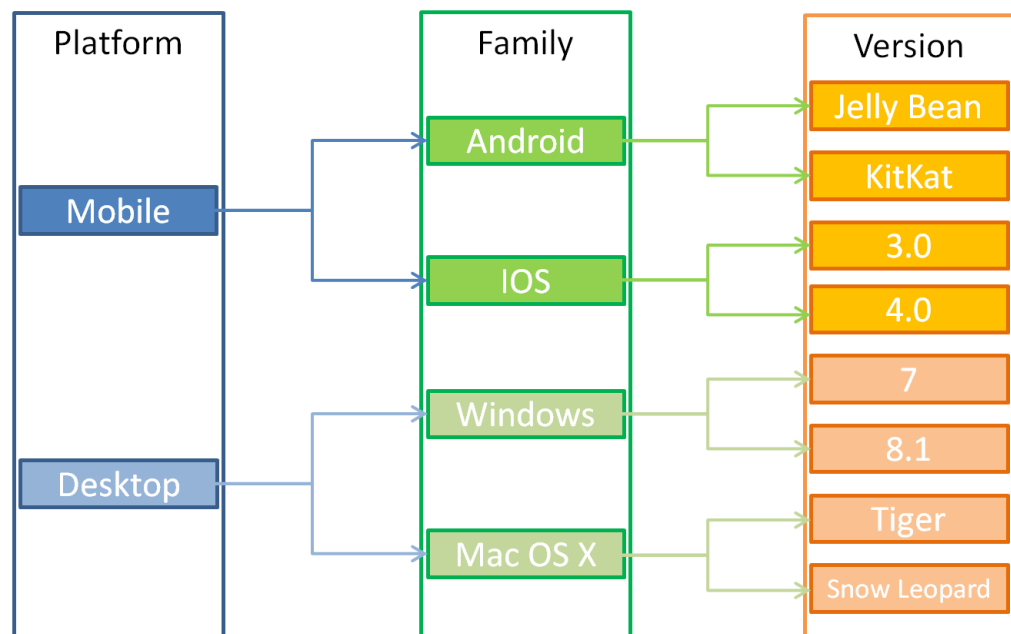 Platform
Family
Version
Mobile
Desktop
Android
IOS
Windows
Mac OS X
Jelly Bean
KitKat
3.0
4.0
7
8.1
Tiger
Snow Leopard